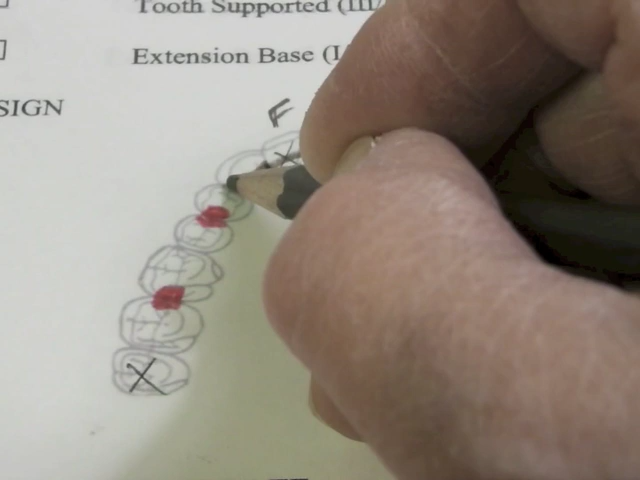 Tooth Supported (III
Extension Base (I
SIGN
F
X
X